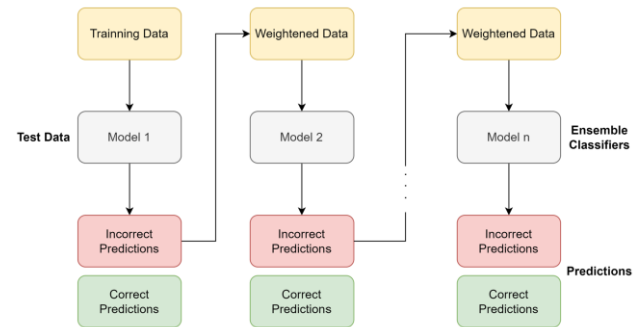 Trainning Data
Weightened Data
Weightened Data
Test Data
Model 1
Model 2
Model n
Ensemble
Classifiers
Incorrect
Predictions
Incorrect
Predictions
Incorrect
Predictions
Predictions
Correct
Predictions
Correct
Predictions
Correct
Predictions